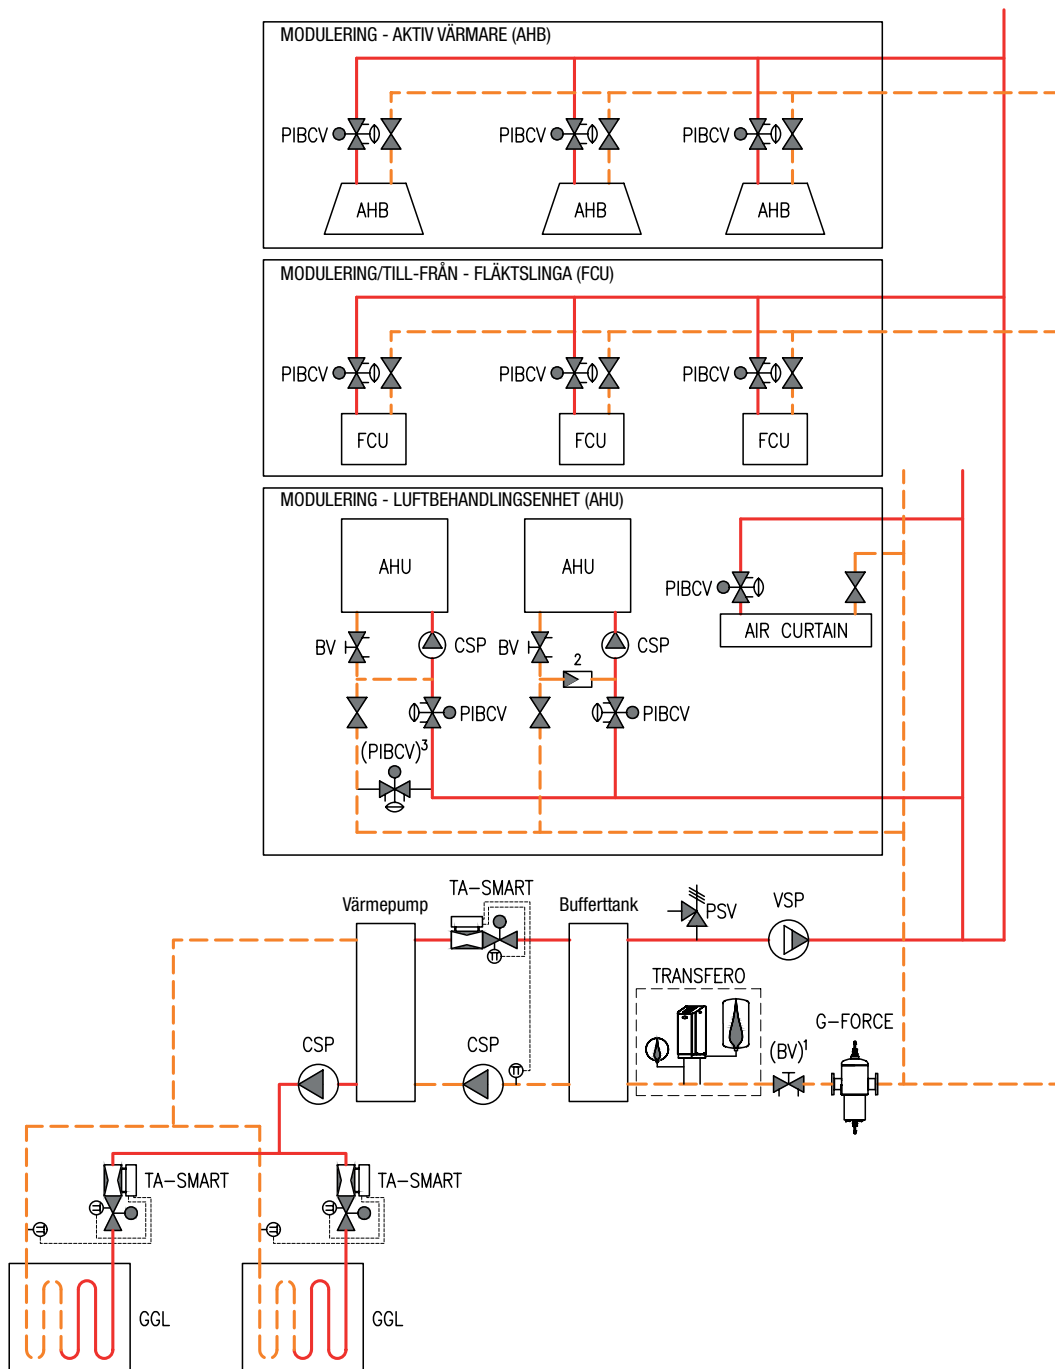 MODULERING - AKTIV VÄRMARE (AHB)
PIBCV PIBCV PIBCV
AHB AHB AHB
MODULERING/TILL-FRÅN - FLÄKTSLINGA (FCU)
PIBCV PIBCV PIBCV
FCU FCU FCU
MODULERING - LUFTBEHANDLINGSENHET (AHU)
AHU AHU
PIBCV
AIR CURTAIN
BV CSP BV CSP
2
PIBCV PIBCV
(PIBCV)³
TA-SMART
Värmepump Bufferttank
PSV VSP
TRANSFERO
G-FORCE
CSP CSP (BV)¹
TA-SMART TA-SMART
GGL GGL